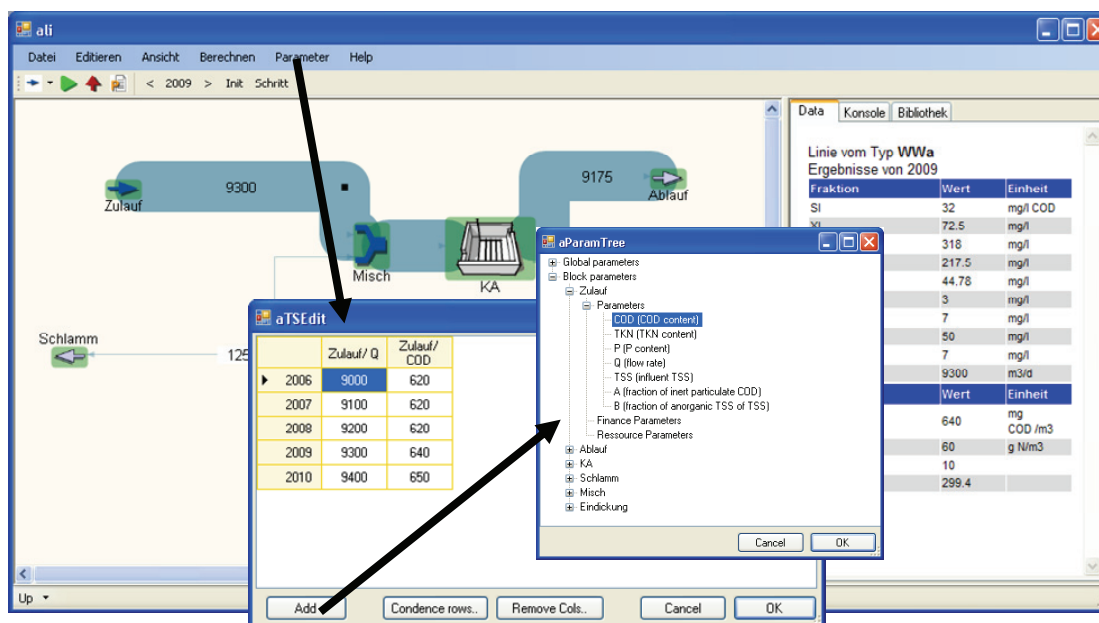 ali
Datei Editieren Ansicht Berechnen Parameter Help
< 2009 > Init Schritt
Zulauf
9300
Misch
KA
9175
Ablauf
Schlamm
125
Data Konsole Bibliothek
Linie vom Typ WWa
Ergebnisse von 2009
Fraktion Wert Einheit
SI 32 mg/l COD
XI 72.5 mg/l
318 mg/l
217.5 mg/l
44.78 mg/l
3 mg/l
7 mg/l
50 mg/l
7 mg/l
9300 m3/d
Wert Einheit
640 mg
COD /m3
60 g N/m3
10
299.4
aTSEdit
Zulauf/ Q Zulauf/
COD
2006 9000 620
2007 9100 620
2008 9200 620
2009 9300 640
2010 9400 650
Add Condence rows.. Remove Cols.. Cancel OK
aParamTree
Global parameters
Block parameters
Zulauf
Parameters
COD (COD content)
TKN (TKN content)
P (P content)
Q (flow rate)
TSS (influent TSS)
A (fraction of inert particulate COD)
B (fraction of anorganic TSS of TSS)
Finance Parameters
Ressource Parameters
Ablauf
KA
Schlamm
Misch
Eindickung
Cancel OK
Up